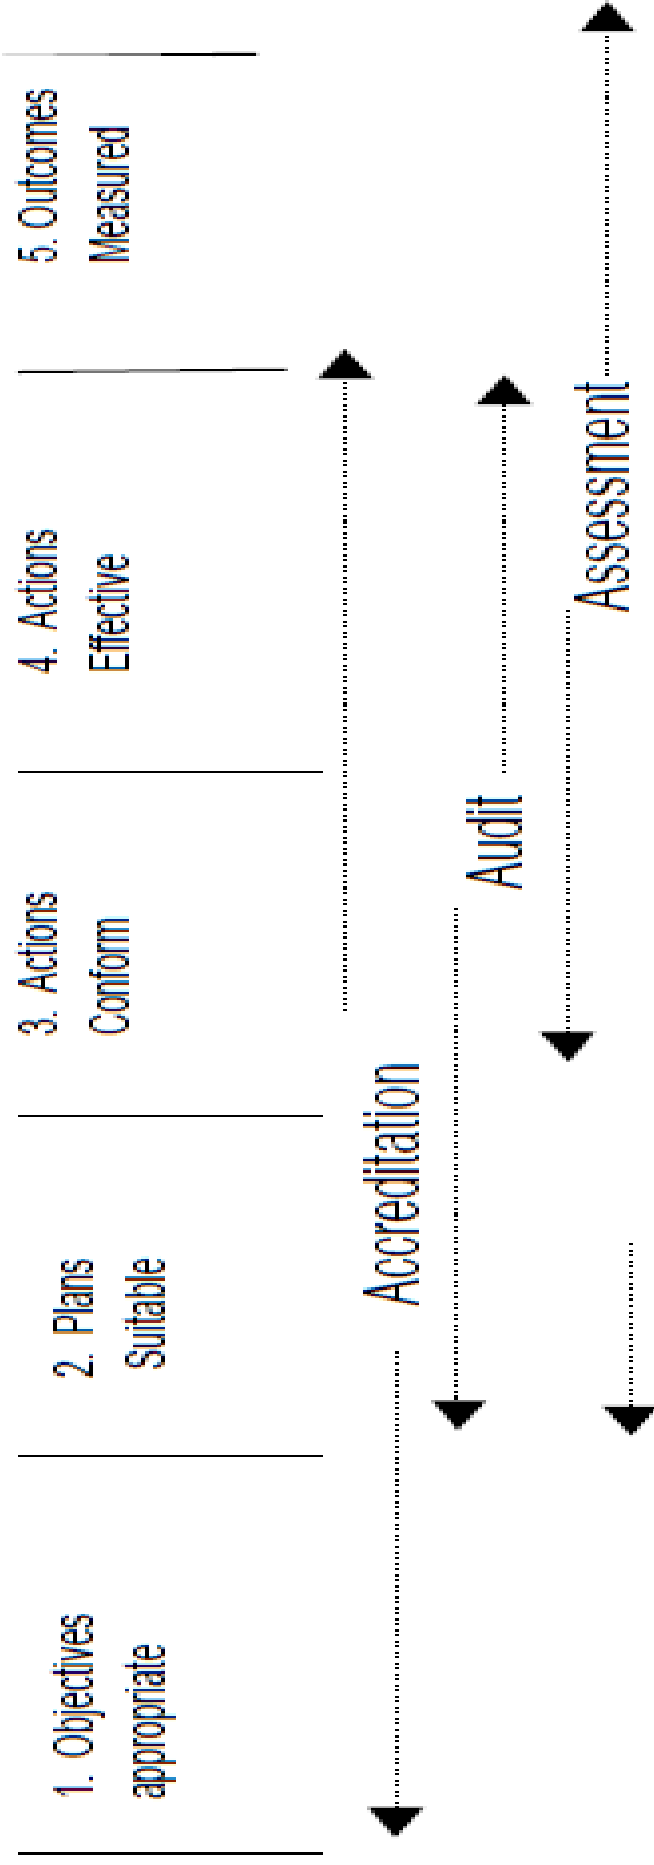 1. Objectives
appropriate
2. Plans
Suitable
3. Actions
Conform
4. Actions
Effective
5. Outcomes
Measured
Accreditation
Audit
Assessment